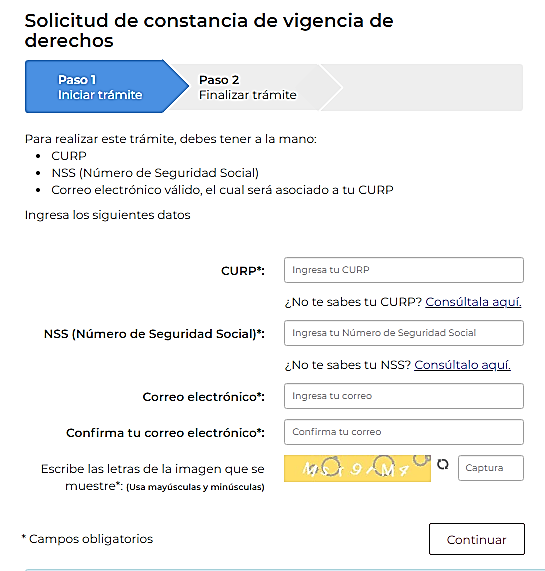 Solicitud de constancia de vigencia de
derechos
Paso 1
Iniciar trámite
Paso 2
Finalizar trámite
Para realizar este trámite, debes tener a la mano:
• CURP
• NSS (Número de Seguridad Social)
• Correo electrónico válido, el cual será asociado a tu CURP
Ingresa los siguientes datos
CURP*: Ingresa tu CURP
¿No te sabes tu CURP? Consúltala aquí.
NSS (Número de Seguridad Social)*: Ingresa tu Número de Seguridad Social
¿No te sabes tu NSS? Consúltalo aquí.
Correo electrónico*: Ingresa tu correo
Confirma tu correo electrónico*: Confirma tu correo
Escribe las letras de la imagen que se
muestre*: (Usa mayúsculas y minúsculas)
Captura
* Campos obligatorios
Continuar